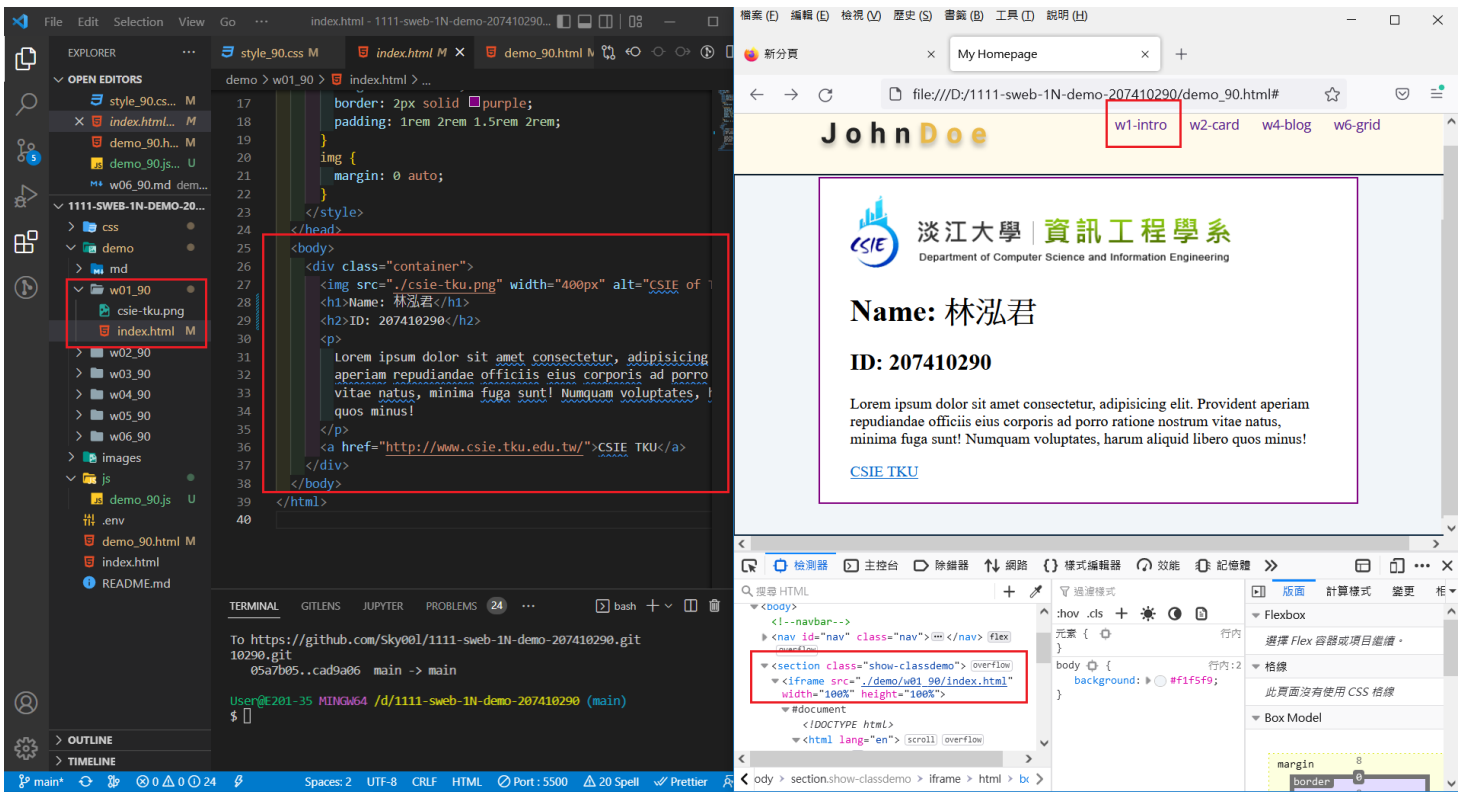 File Edit Selection View Go ··· index.html - 1111-sweb-1N-demo-207410290...
EXPLORER ···
OPEN EDITORS
style_90.cs... M
index.html... M
demo_90.h... M
demo_90.js... U
w06_90.md dem...
1111-SWEB-1N-DEMO-20...
css
demo
md
w01_90
csie-tku.png
index.html M
w02_90
w03_90
w04_90
w05_90
w06_90
images
js
demo_90.js U
.env
demo_90.html M
index.html
README.md
OUTLINE
TIMELINE
5
style_90.css M index.html M demo_90.html M
demo > w01_90 > index.html > ...
17 border: 2px solid purple;
18 padding: 1rem 2rem 1.5rem 2rem;
19 }
20 img {
21 margin: 0 auto;
22 }
23 </style>
24 </head>
25 <body>
26 <div class="container">
27 <img src="./csie-tku.png" width="400px" alt="CSIE of T
28 <h1>Name: 林泓君</h1>
29 <h2>ID: 207410290</h2>
30 <p>
31 Lorem ipsum dolor sit amet consectetur, adipisicing
32 aperiam repudiandae officiis eius corporis ad porro
33 vitae natus, minima fuga sunt! Numquam voluptates, h
34 quos minus!
35 </p>
36 <a href="http://www.csie.tku.edu.tw/">CSIE TKU</a>
37 </div>
38 </body>
39 </html>
40
TERMINAL GITLENS JUPYTER PROBLEMS 24 ··· bash
To https://github.com/Sky00l/1111-sweb-1N-demo-207410290.git
10290.git
05a7b05..cad9a06 main -> main
User@E201-35 MINGW64 /d/1111-sweb-1N-demo-207410290 (main)
$
main* 0 0 24 Spaces: 2 UTF-8 CRLF HTML Port : 5500 20 Spell Prettier
檔案(F) 編輯(E) 檢視(V) 歷史(S) 書籤(B) 工具(T) 說明(H)
新分頁 My Homepage
file:///D:/1111-sweb-1N-demo-207410290/demo_90.html#
JohnDoe w1-intro w2-card w4-blog w6-grid
CSIE 淡江大學 資訊工程學系
Department of Computer Science and Information Engineering
Name: 林泓君
ID: 207410290
Lorem ipsum dolor sit amet consectetur, adipisicing elit. Provident aperiam
repudiandae officiis eius corporis ad porro ratione nostrum vitae natus,
minima fuga sunt! Numquam voluptates, harum aliquid libero quos minus!
CSIE TKU
檢測器 主控台 除錯器 網路 樣式編輯器 效能 記憶體
搜尋 HTML
<body>
<!--navbar-->
<nav id="nav" class="nav">···</nav> flex
overflow
<section class="show-classdemo"> overflow
<iframe src="./demo/w01_90/index.html"
width="100%" height="100%">
#document
<!DOCTYPE html>
<html lang="en"> scroll overflow
ody > section.show-classdemo > iframe > html > bo
過濾樣式
:hov .cls
元素 { 行內
}
body { 行內:2
background: #f1f5f9;
}
版面 計算樣式 變更
Flexbox
選擇 Flex 容器或項目繼續。
格線
此頁面沒有使用 CSS 格線
Box Model
margin 8
border 0